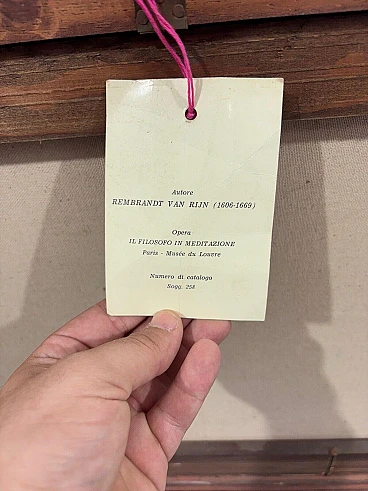 Autore
REMBRANDT VAN RIJN (1606-1669)
Opera
IL FILOSOFO IN MEDITAZIONE
Paris - Musée du Louvre
Numero di catalogo
Sogg. 258